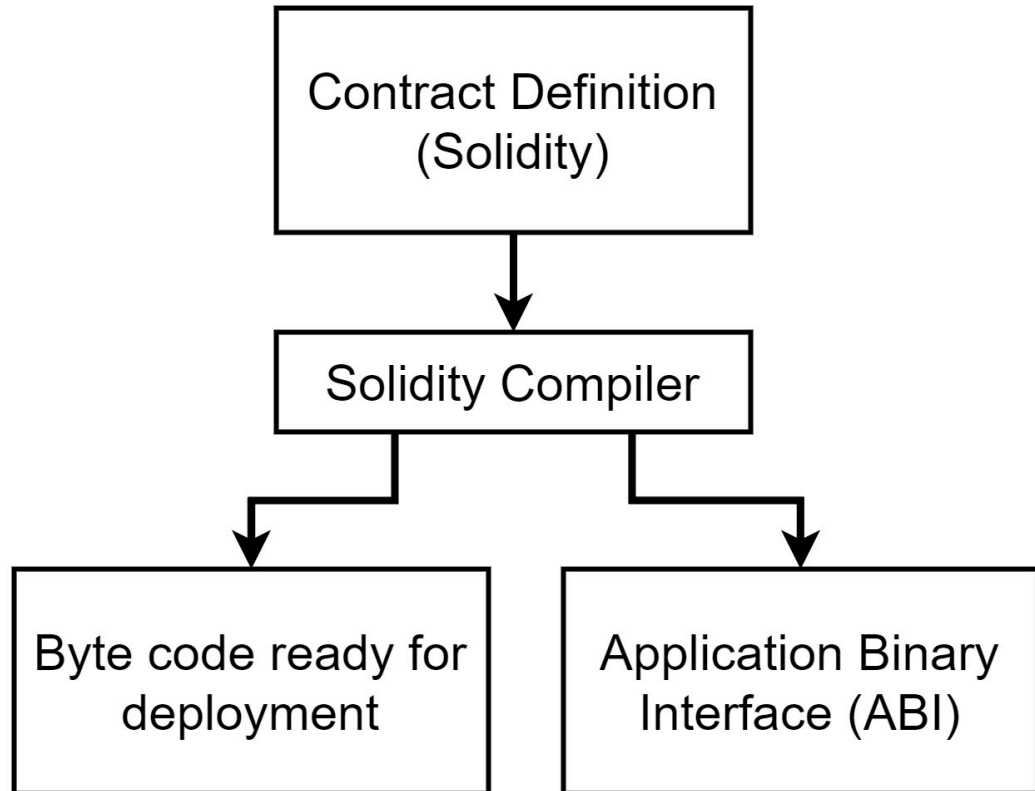 Contract Definition
(Solidity)
Solidity Compiler
Byte code ready for
deployment
Application Binary
Interface (ABI)